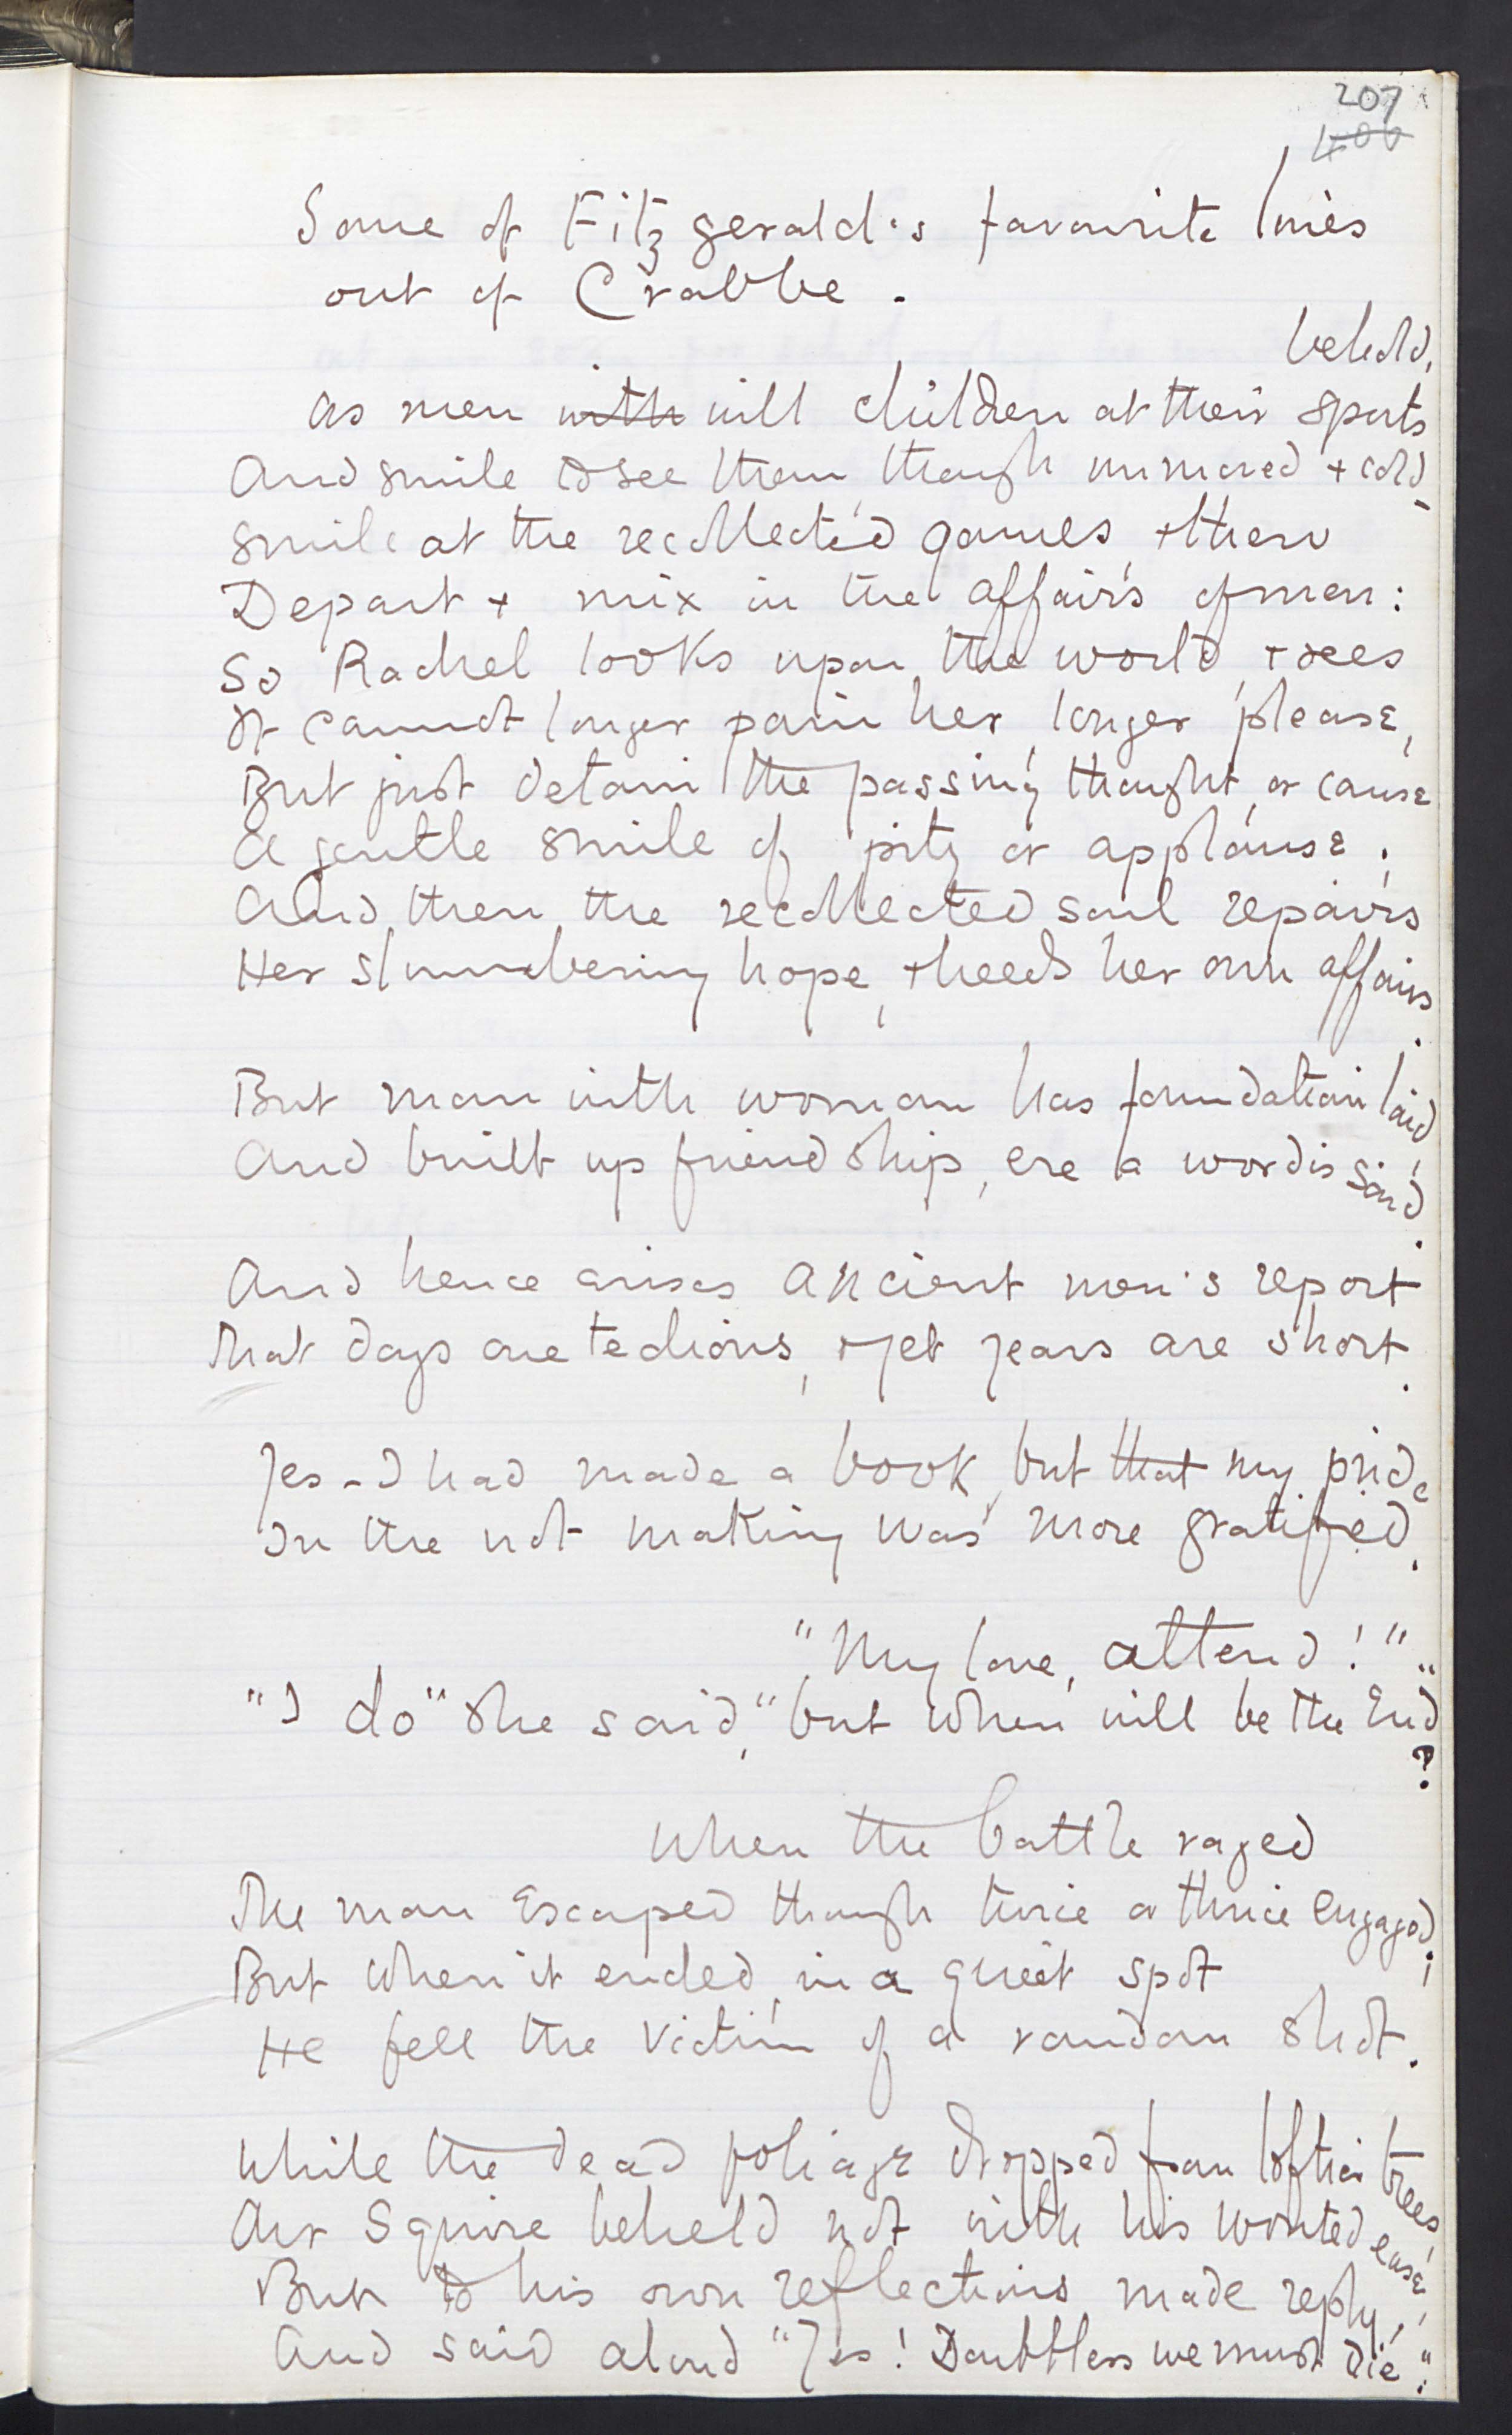 207
400
Some of Fitzgerald's favourite lines
out of Crabbe.
behold,
As men with will children at their sports
And smile to see them, though unmoved + cold,
Smile at the recollected games + then
Depart + mix in the affairs of men:
So Rachel looks upon the world, + sees
It cannot longer pain her, longer please,
But just detain the passing thought, or cause
A gentle smile of pity or applause;
And then the recollected soul repairs
Her slumbering hope, + heeds her own affairs.
But man with woman has foundation laid,
And built up friendship, ere a word is said.
And hence arises ancient men's report
That days are tedious, + yet years are short.
Yes - I had made a book, but that my pride
In the not making was more gratified.
"My love, attend!"
"I do" she said, "but when will be the End"?
When the battle raged
The man Escaped though twice or thrice engaged;
But when it ended, in a quiet spot
He fell the victim of a random shot.
While the dead foliage dropped from loftier trees,
Our Squire beheld not with his wonted ease,
But to his own reflections made reply,
And said aloud "Yes! Doubtless we must die".